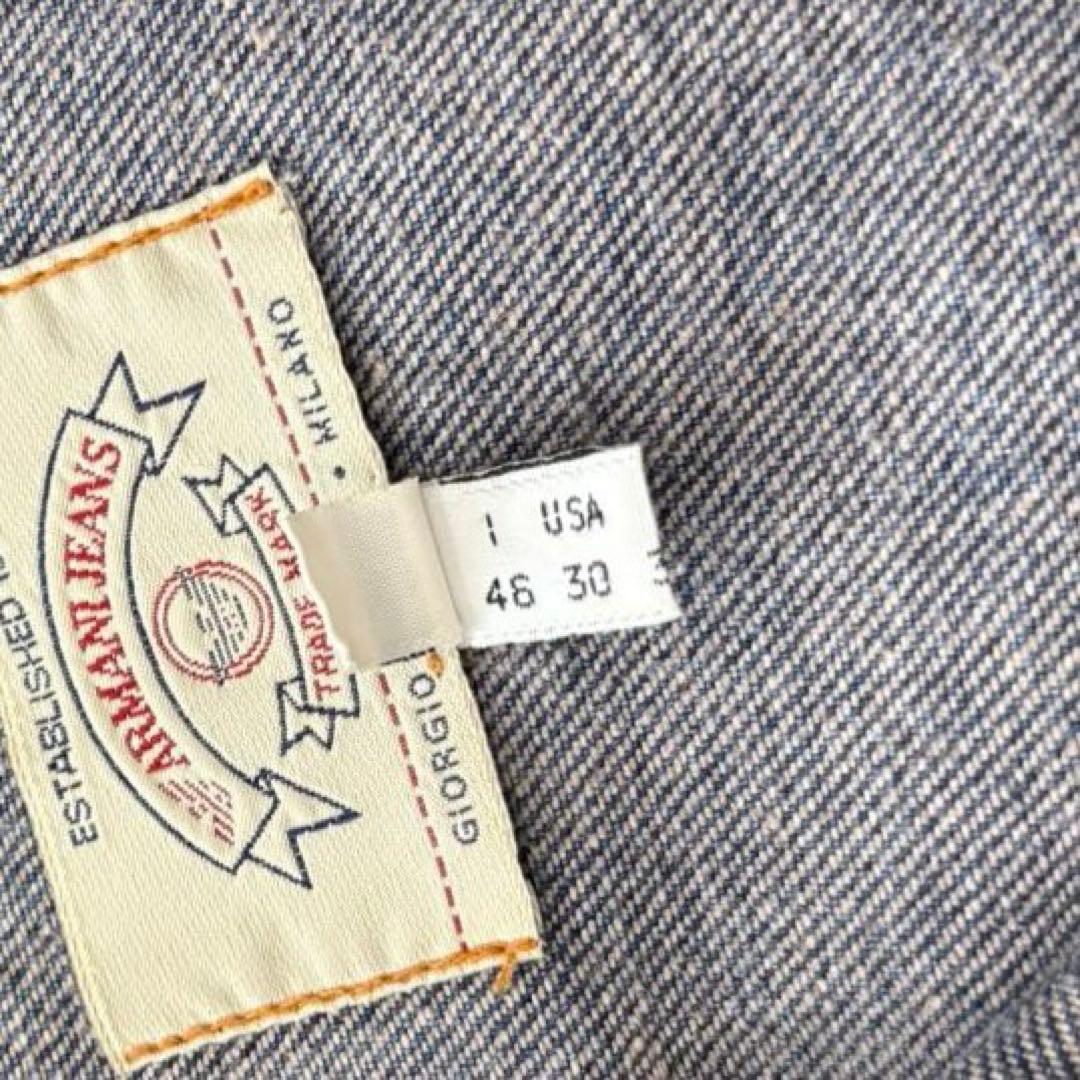 ESTABLISHED
ARMANI JEANS
TRADE MARK
GIORGIO
• MILANO
I USA
46 30